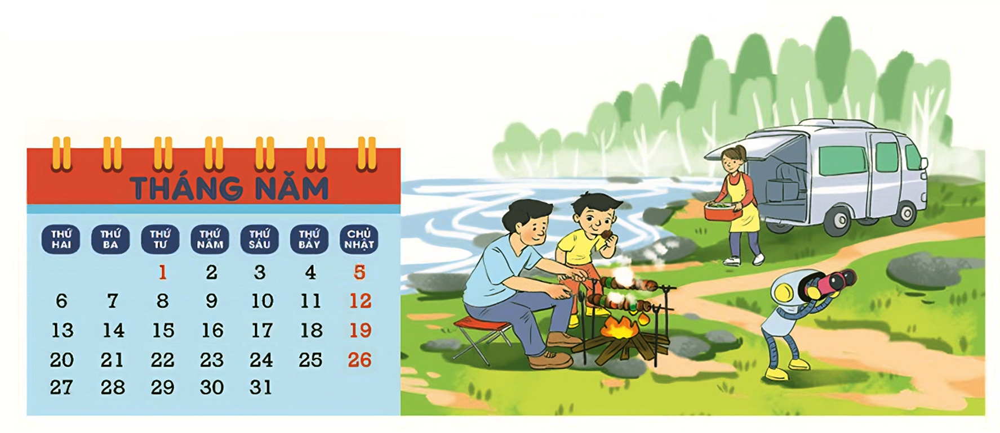 THÁNG NĂM
THỨ HAI THỨ BA THỨ TƯ THỨ NĂM THỨ SÁU THỨ BẢY CHỦ NHẬT
1 2 3 4 5
6 7 8 9 10 11 12
13 14 15 16 17 18 19
20 21 22 23 24 25 26
27 28 29 30 31